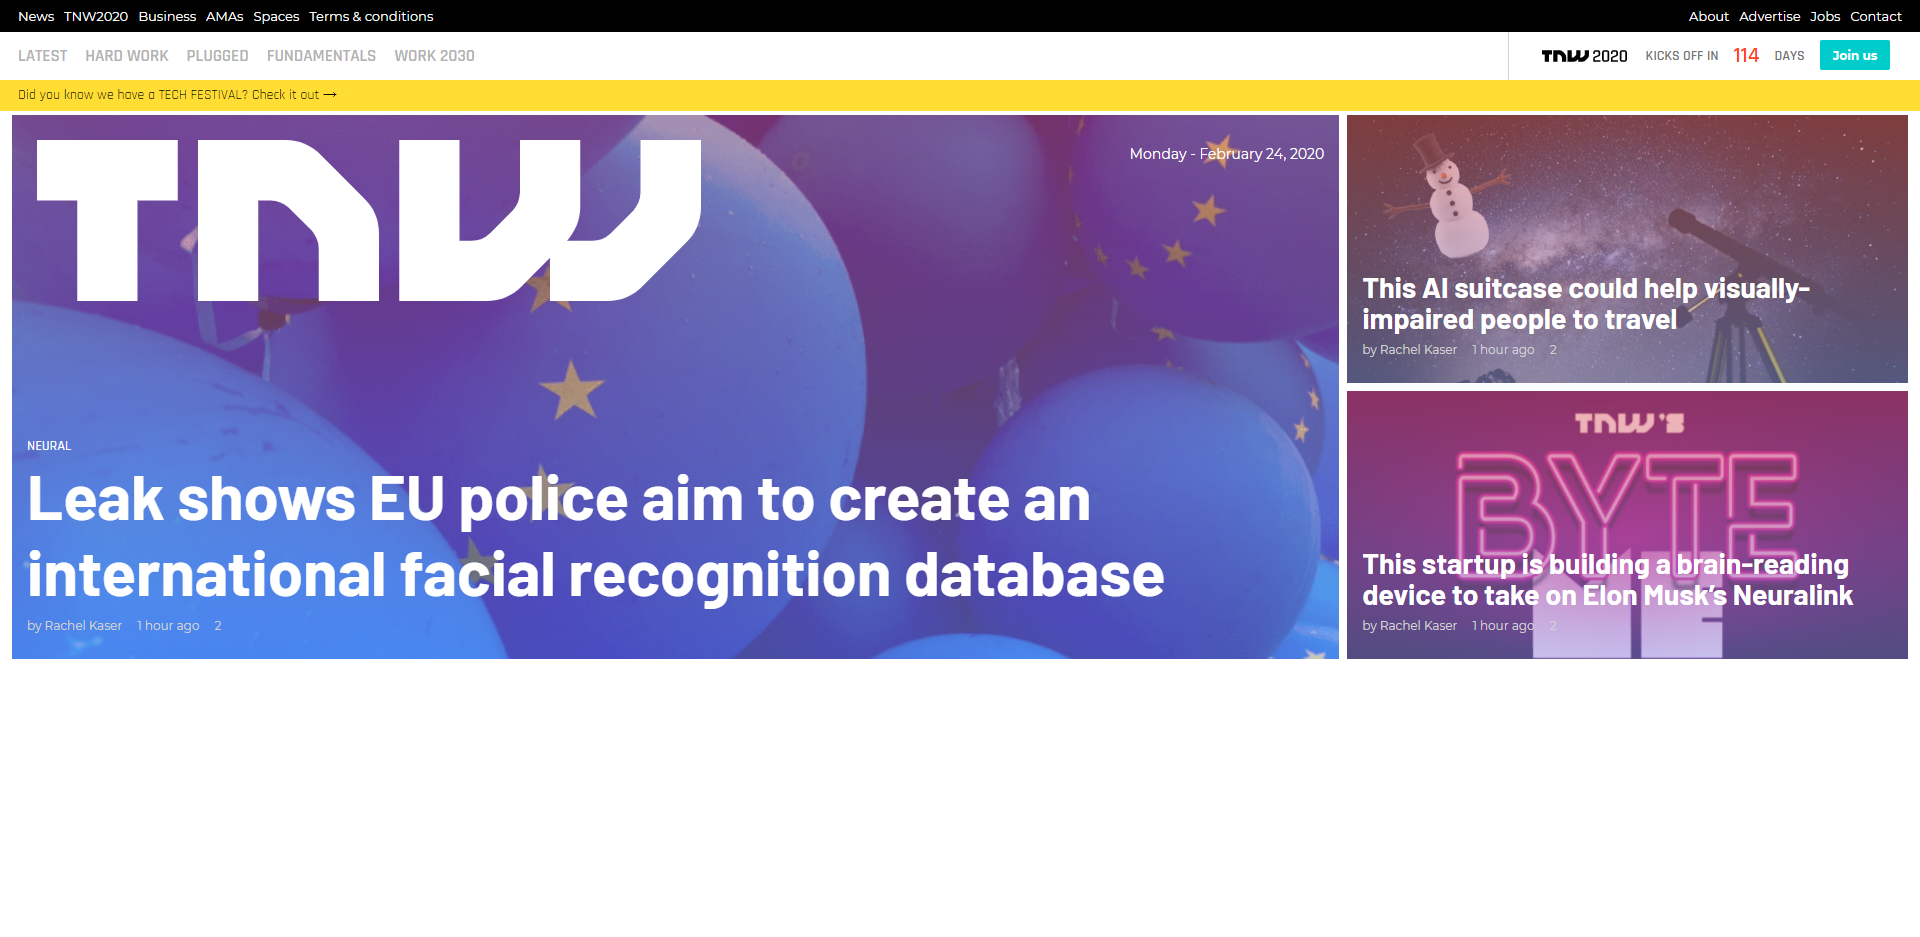 News TNW2020 Business AMAs Spaces Terms & conditions
About Advertise Jobs Contact
LATEST HARD WORK PLUGGED FUNDAMENTALS WORK 2030
TNW 2020 KICKS OFF IN 114 DAYS Join us
Did you know we have a TECH FESTIVAL? Check it out →
TNW
Monday - February 24, 2020
NEURAL
Leak shows EU police aim to create an
international facial recognition database
by Rachel Kaser 1 hour ago 2
This AI suitcase could help visually-
impaired people to travel
by Rachel Kaser 1 hour ago 2
TNW'S
BYTE
ME
This startup is building a brain-reading
device to take on Elon Musk's Neuralink
by Rachel Kaser 1 hour ago 2